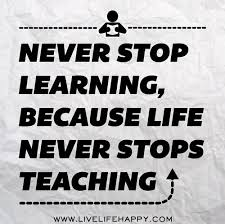 NEVER STOP
LEARNING,
BECAUSE LIFE
NEVER STOPS
TEACHING
WWW.LIVELIFEHAPPY.COM